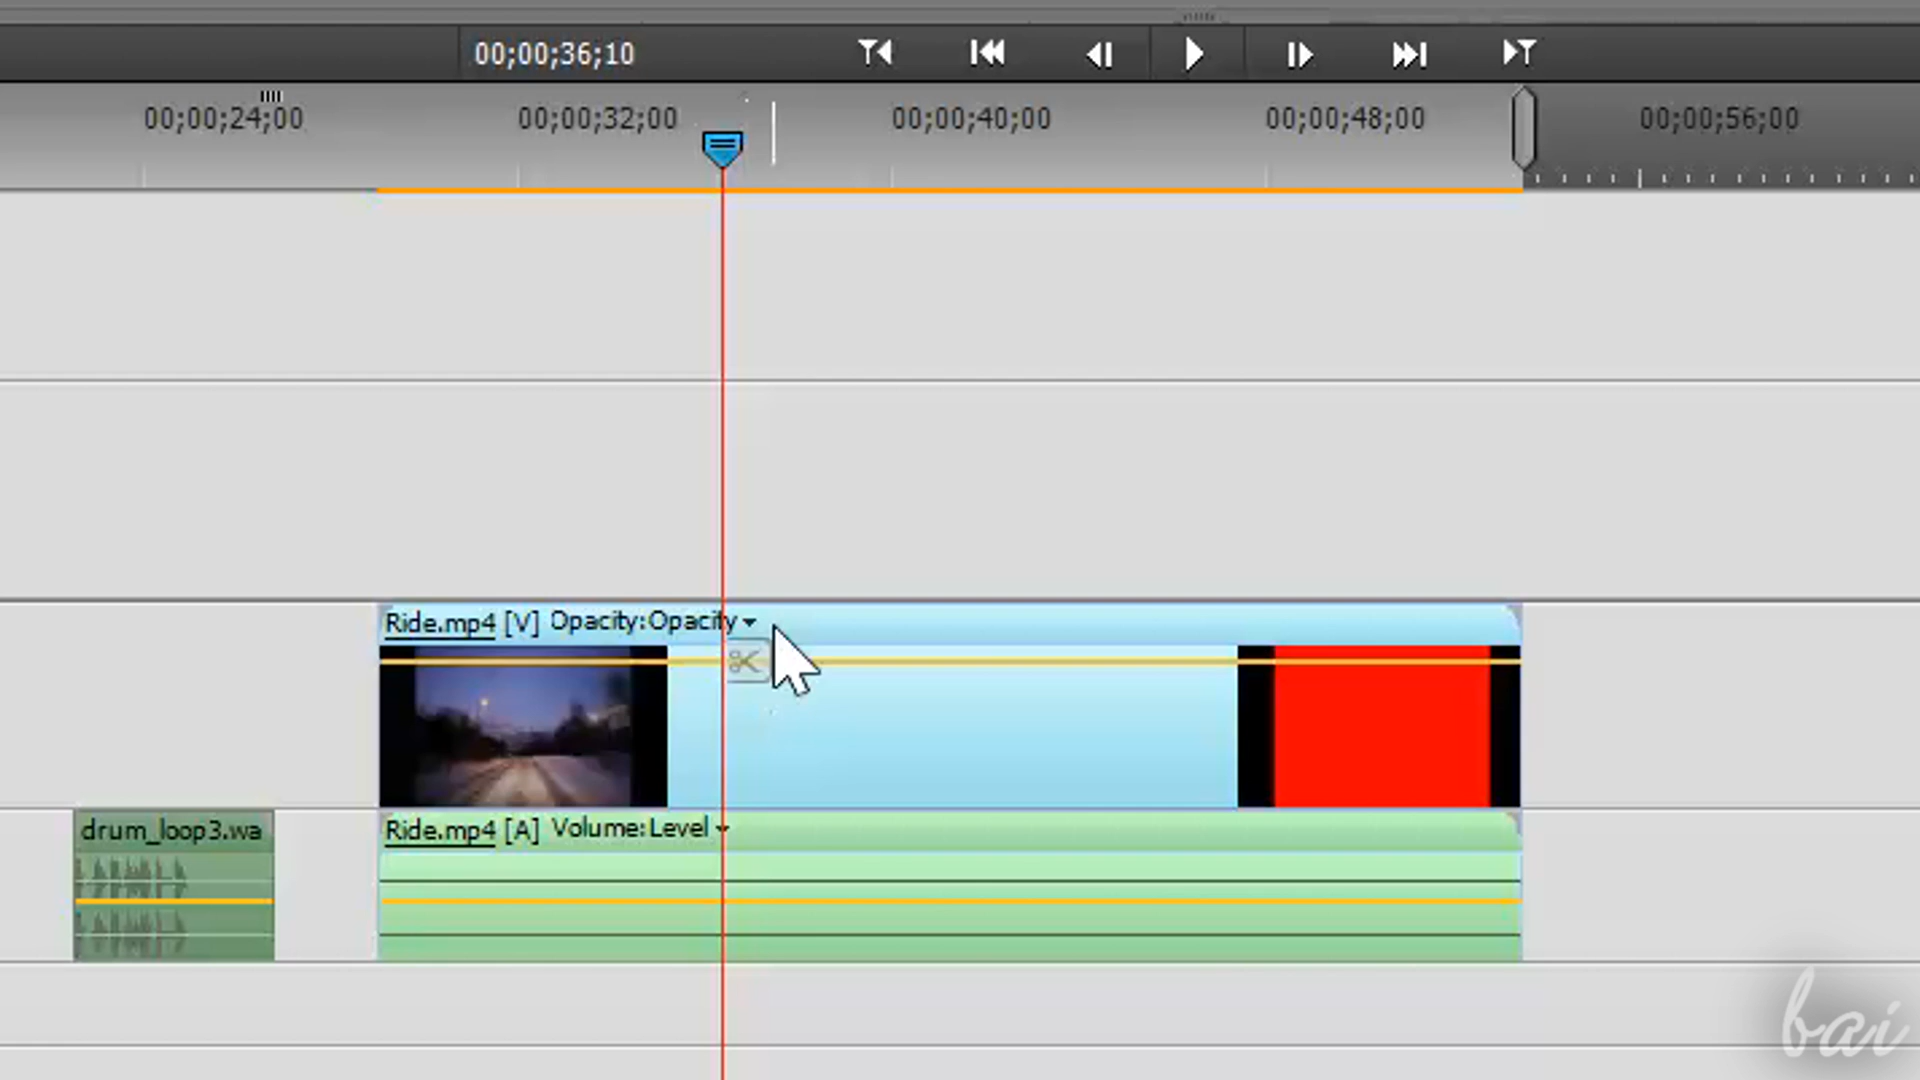 00;00;36;10
00;00;24;00 00;00;32;00 00;00;40;00 00;00;48;00 00;00;56;00
Ride.mp4 [V] Opacity:Opacity
drum_loop3.wa Ride.mp4 [A] Volume:Level
bai